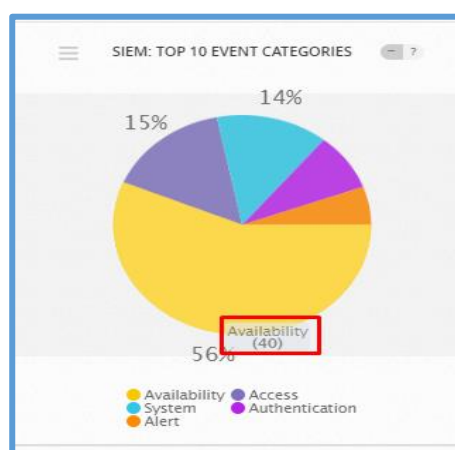 SIEM: TOP 10 EVENT CATEGORIES
– ?
14%
15%
Availability
(40)
56%
Availability Access
System Authentication
Alert